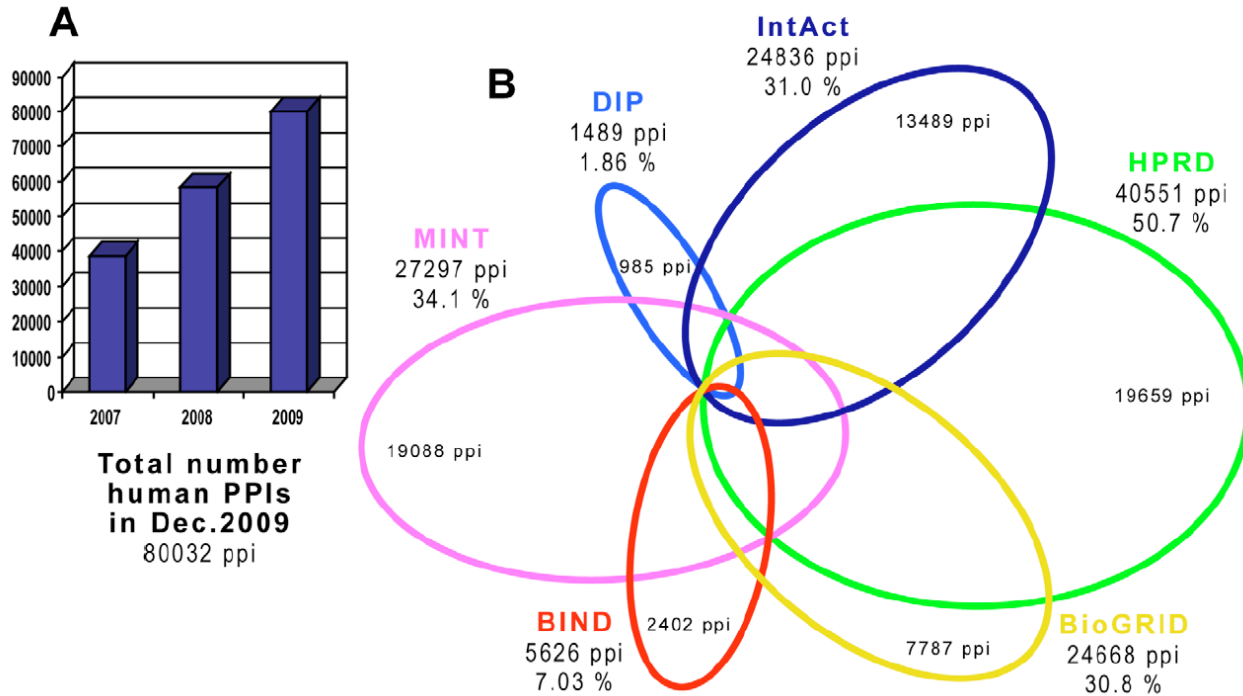 A
90000
80000
70000
60000
50000
40000
30000
20000
10000
0
2007 2008 2009
Total number
human PPIs
in Dec.2009
80032 ppi
B
IntAct
24836 ppi
31.0 %
13489 ppi
DIP
1489 ppi
1.86 %
985 ppi
HPRD
40551 ppi
50.7 %
19659 ppi
MINT
27297 ppi
34.1 %
19088 ppi
BIND
5626 ppi
7.03 %
2402 ppi
7787 ppi
BioGRID
24668 ppi
30.8 %